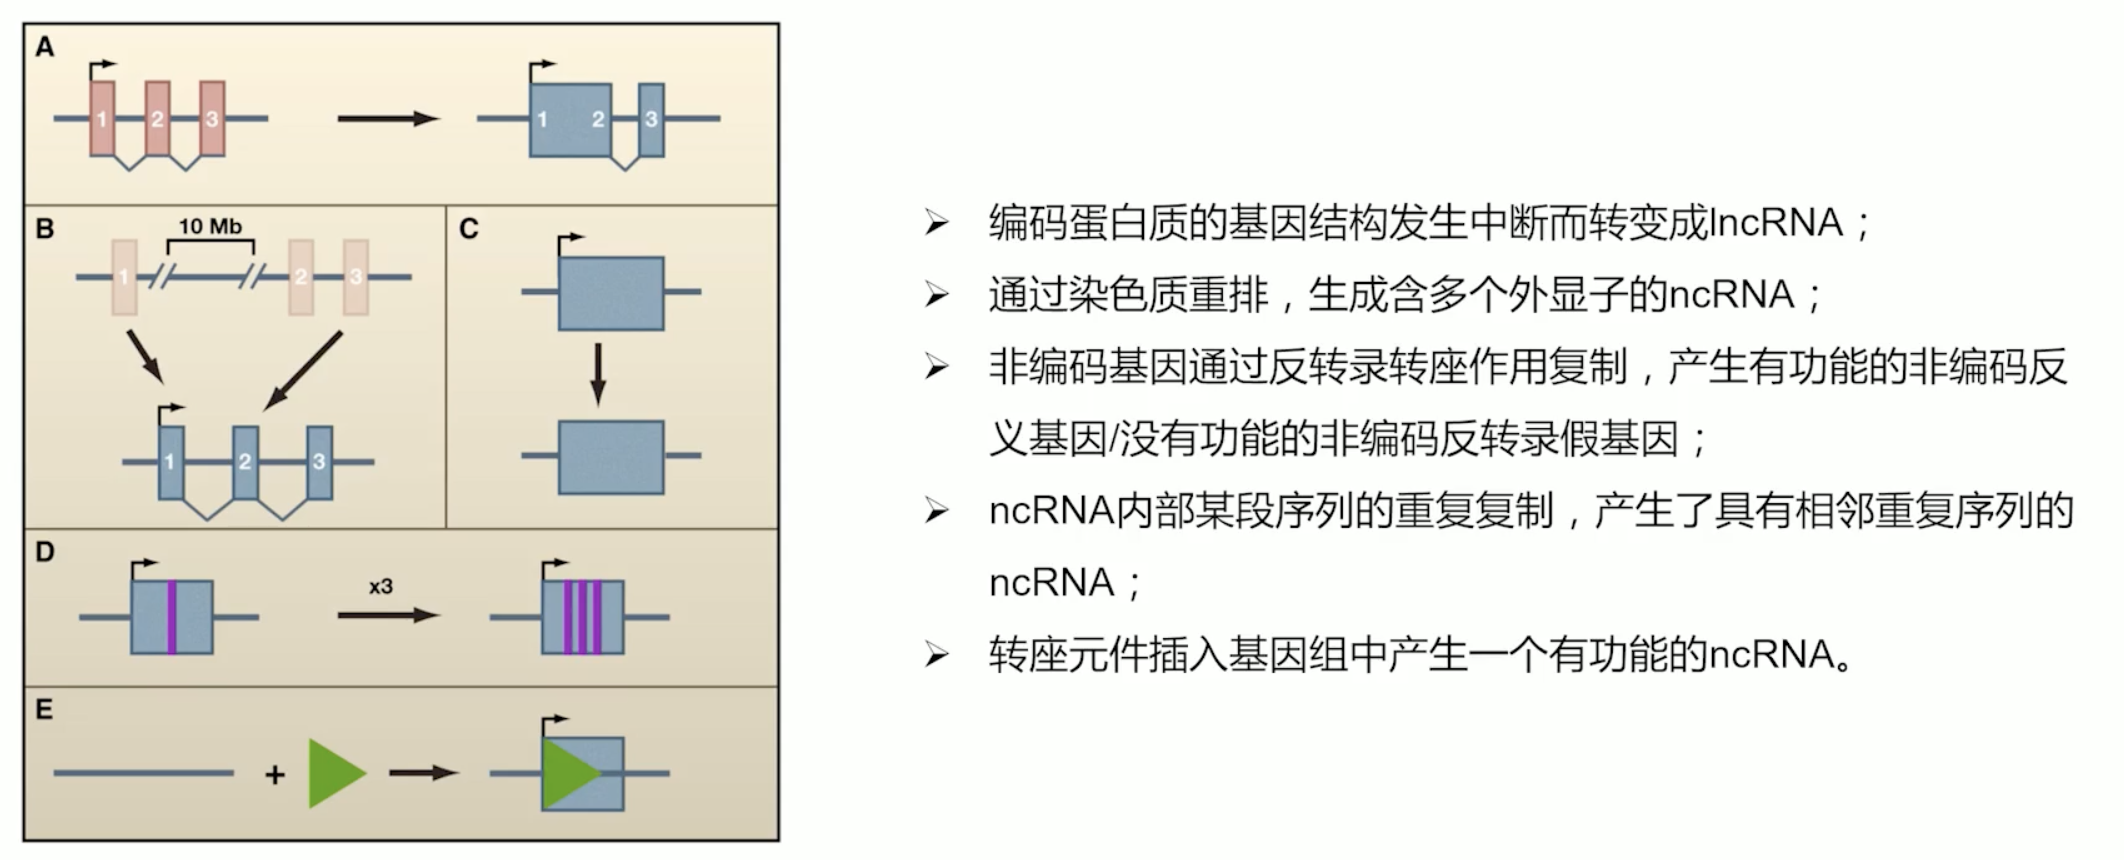 A
1 2 3
1 2 3
B
10 Mb
1 2 3
1 2 3
C
D
x3
E
+
➢ 编码蛋白质的基因结构发生中断而转变成lncRNA；
➢ 通过染色质重排，生成含多个外显子的ncRNA；
➢ 非编码基因通过反转录转座作用复制，产生有功能的非编码反
义基因/没有功能的非编码反转录假基因；
➢ ncRNA内部某段序列的重复复制，产生了具有相邻重复序列的
ncRNA；
➢ 转座元件插入基因组中产生一个有功能的ncRNA。